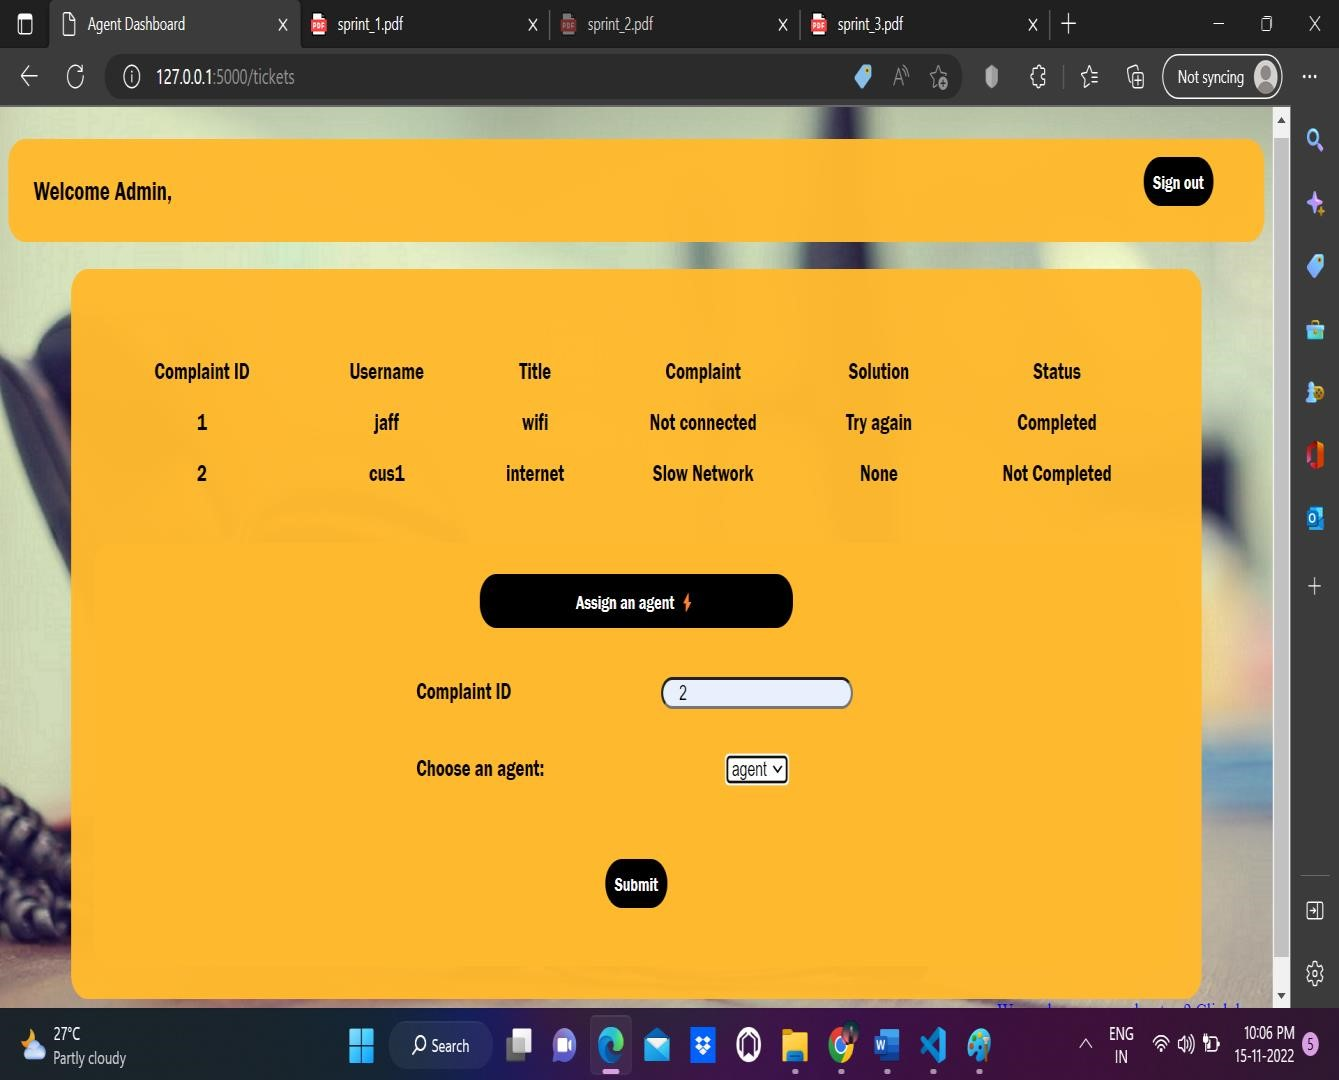 Agent Dashboard
sprint_1.pdf
sprint_2.pdf
sprint_3.pdf
127.0.0.1:5000/tickets
Not syncing
Welcome Admin,
Sign out
Complaint ID Username Title Complaint Solution Status
1 jaff wifi Not connected Try again Completed
2 cus1 internet Slow Network None Not Completed
Assign an agent
Complaint ID 2
Choose an agent: agent
Submit
27°C
Partly cloudy
Search
ENG
IN
10:06 PM
15-11-2022
5